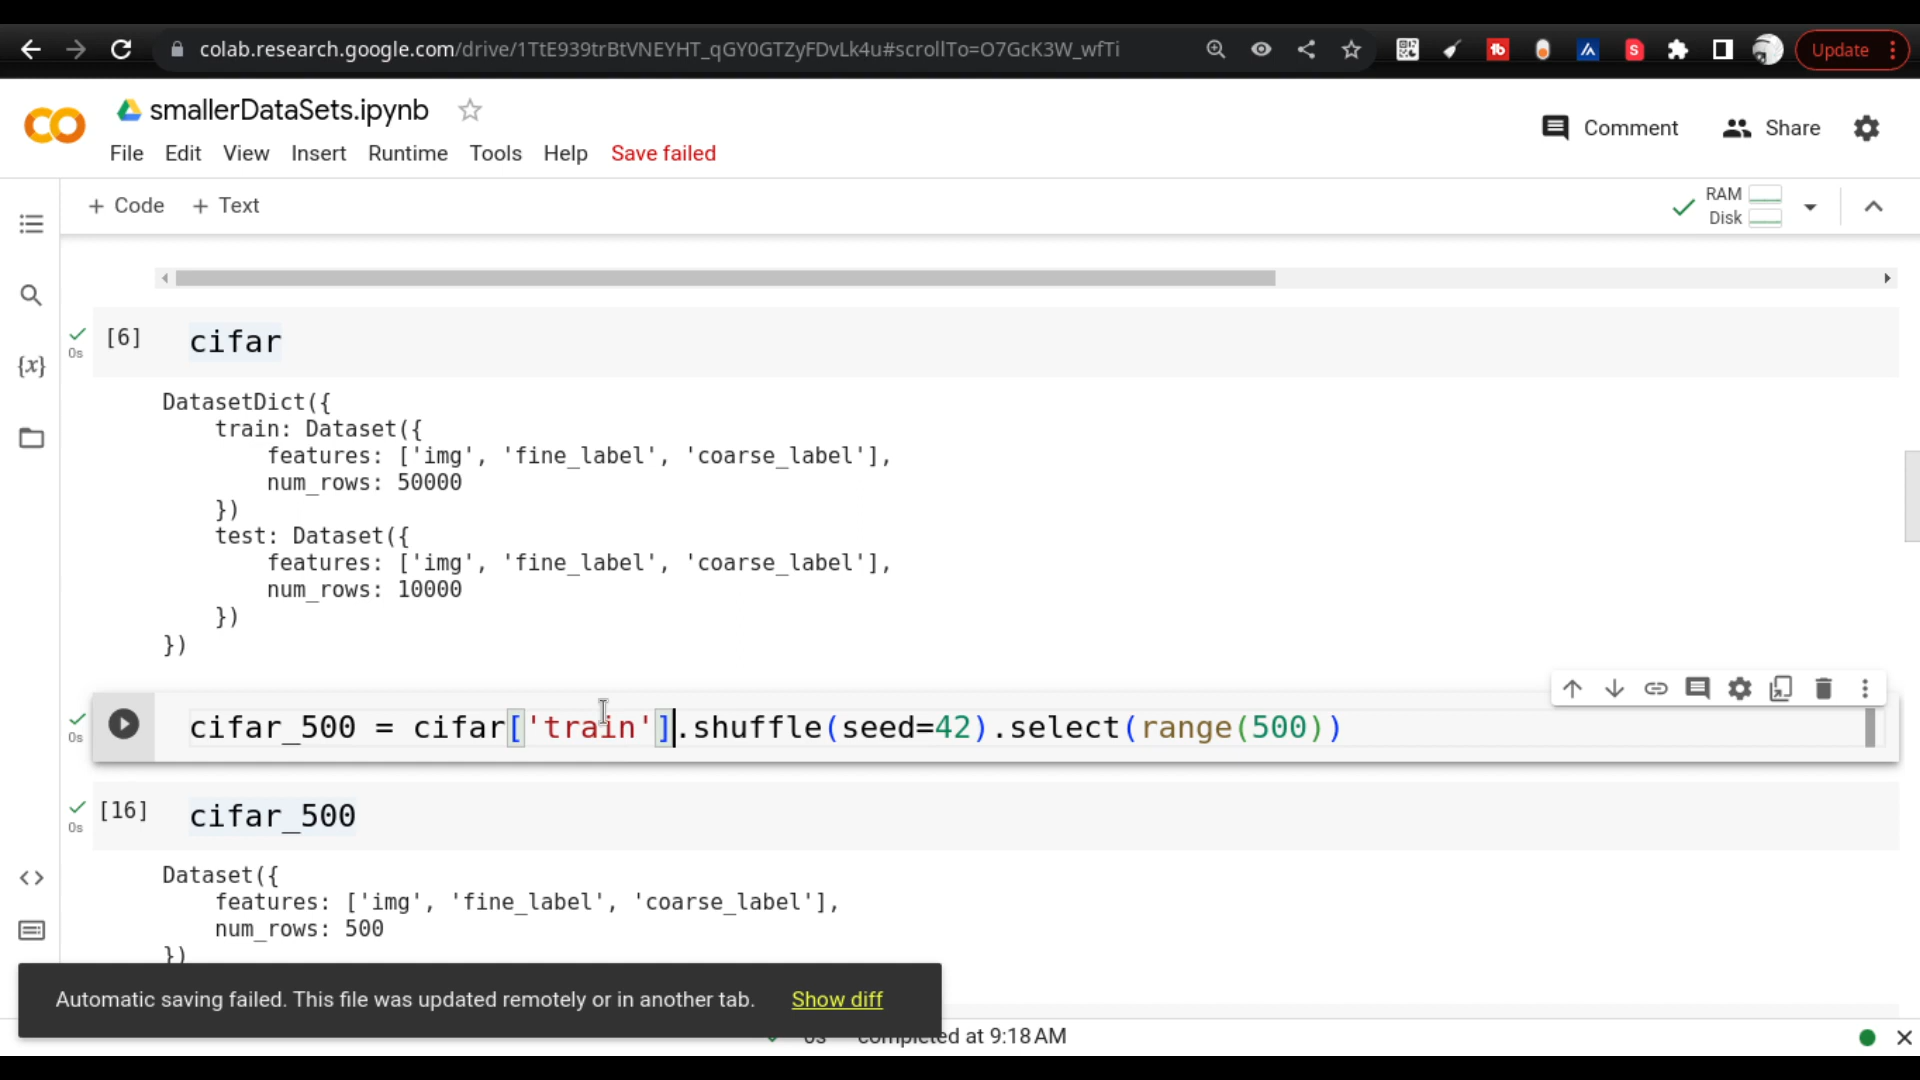 colab.research.google.com/drive/1TtE939trBtVNEYHT_qGY0GTZyFDvLk4u#scrollTo=O7GcK3W_wfTi
Update
smallerDataSets.ipynb
Comment
Share
File Edit View Insert Runtime Tools Help Save failed
+ Code + Text
RAM
Disk
[6] cifar
0s
DatasetDict({
    train: Dataset({
        features: ['img', 'fine_label', 'coarse_label'],
        num_rows: 50000
    })
    test: Dataset({
        features: ['img', 'fine_label', 'coarse_label'],
        num_rows: 10000
    })
})
cifar_500 = cifar['train'].shuffle(seed=42).select(range(500))
0s
[16] cifar_500
0s
Dataset({
    features: ['img', 'fine_label', 'coarse_label'],
    num_rows: 500
})
Automatic saving failed. This file was updated remotely or in another tab. Show diff
0s completed at 9:18 AM